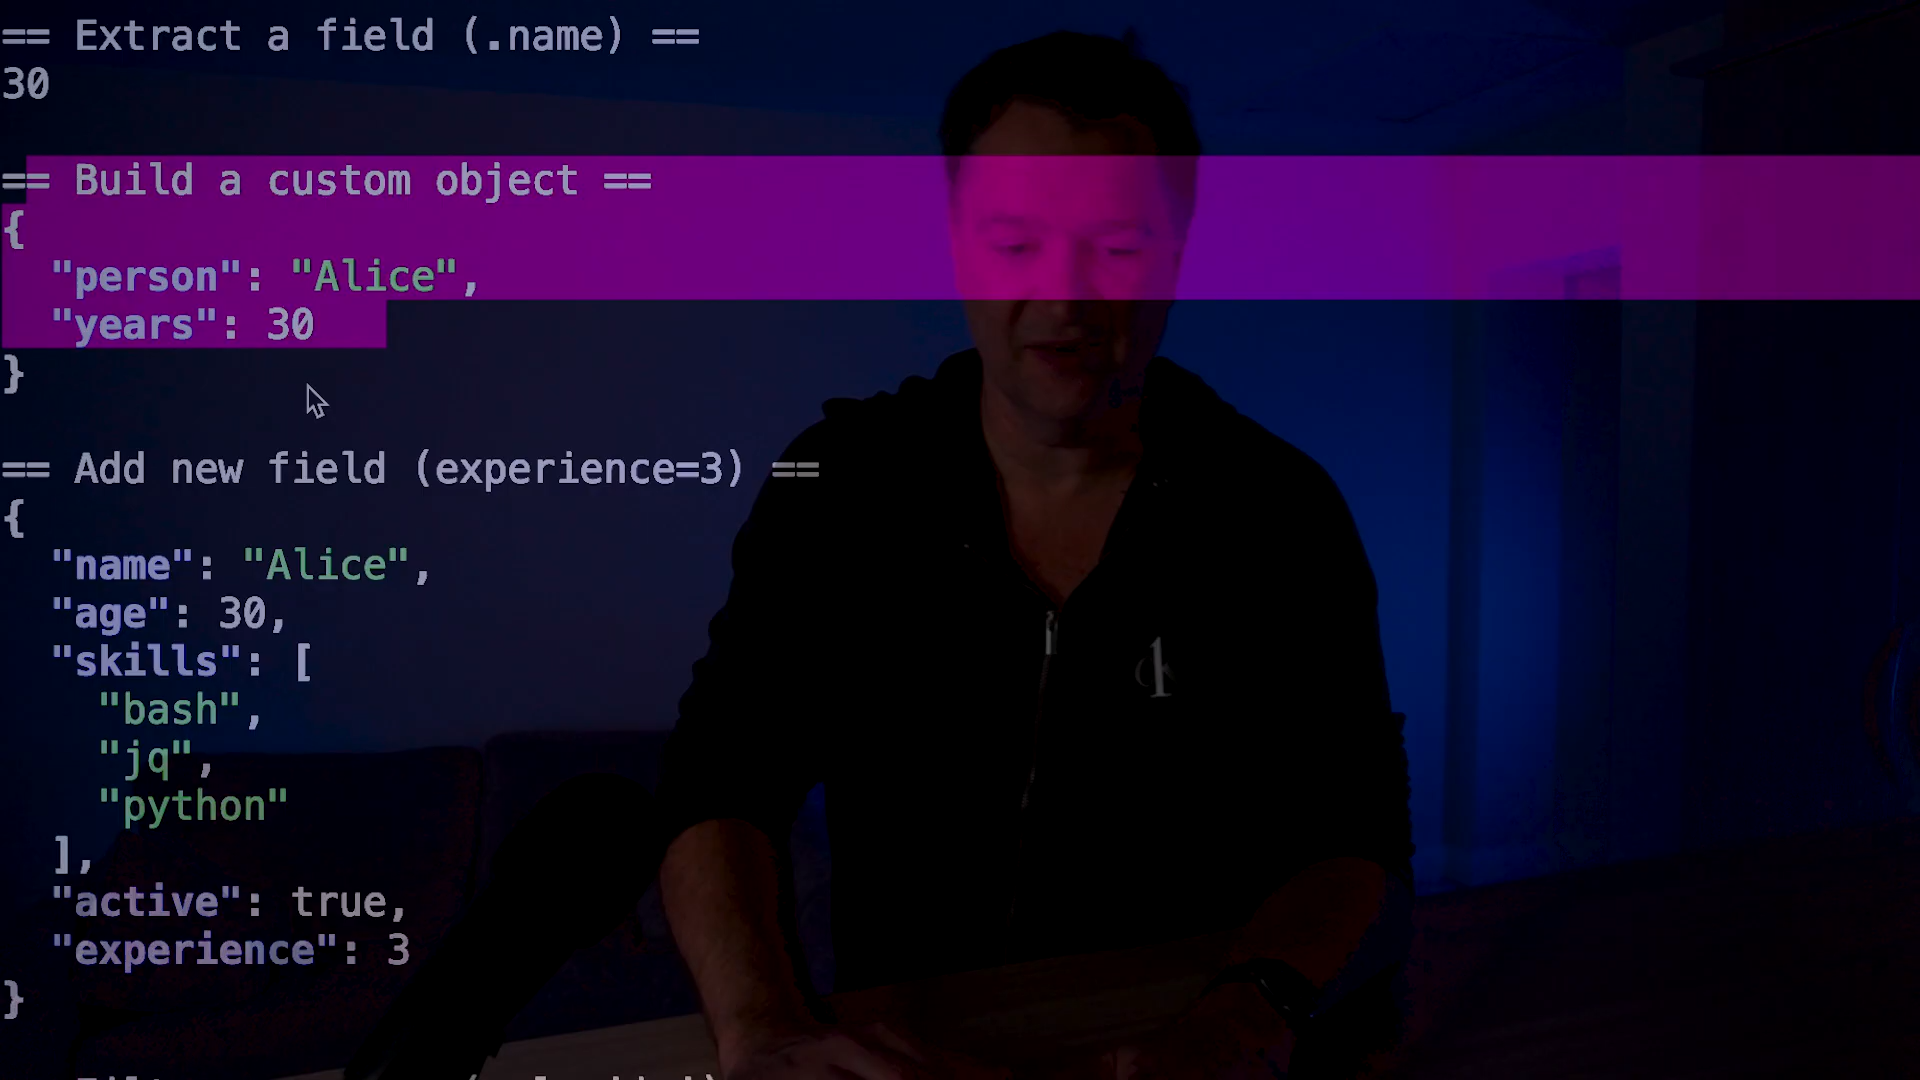 == Extract a field (.name) ==
30
== Build a custom object ==
{
"person": "Alice",
"years": 30
}
== Add new field (experience=3) ==
{
"name": "Alice",
"age": 30,
"skills": [
"bash",
"jq",
"python"
],
"active": true,
"experience": 3
}
ck